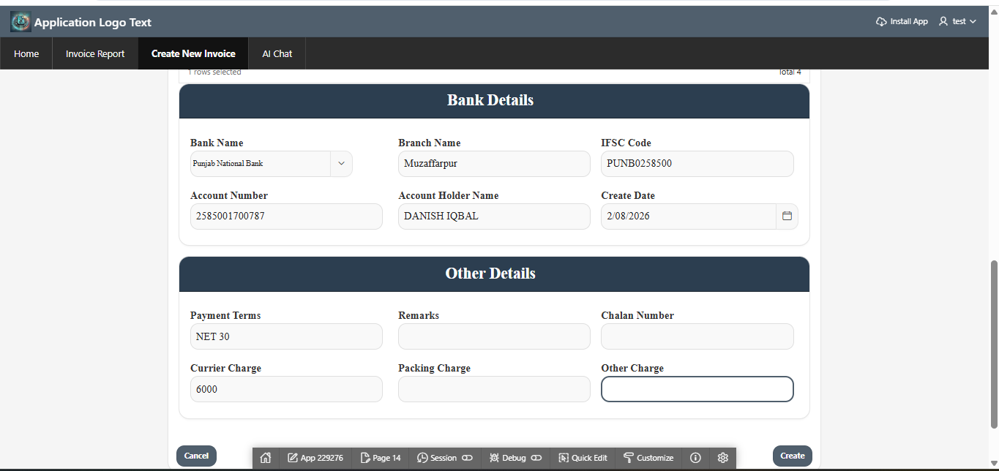 Application Logo Text
Install App
test
Home
Invoice Report
Create New Invoice
AI Chat
1 rows selected
Total 4
Bank Details
Bank Name
Branch Name
IFSC Code
Punjab National Bank
Muzaffarpur
PUNB0258500
Account Number
Account Holder Name
Create Date
2585001700787
DANISH IQBAL
2/08/2026
Other Details
Payment Terms
Remarks
Chalan Number
NET 30
Currier Charge
Packing Charge
Other Charge
6000
Cancel
App 229276
Page 14
Session
Debug
Quick Edit
Customize
Create